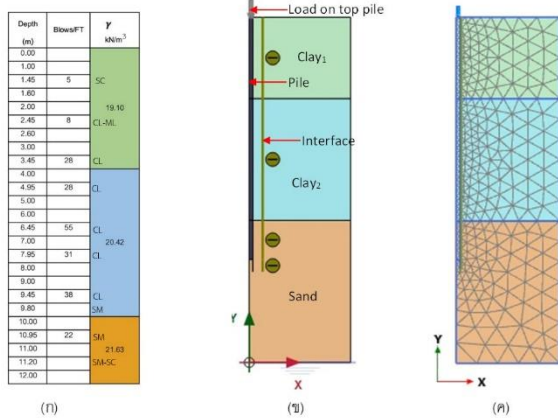 Depth (m) Blows/FT γ kN/m³
0.00
1.00
1.45 5 SC
1.60
2.00 19.10
2.45 8 CL-ML
2.60
3.00
3.45 28 CL
4.00
4.95 28 CL
5.00
6.00
6.45 55 CL
7.00 20.42
7.95 31 CL
8.00
9.00
9.45 38 CL
9.80 SM
10.00
10.95 22 SM
11.00 21.03
11.20 SM-SC
12.00
(ก)
Load on top pile
Clay₁
Pile
Interface
Clay₂
Sand
Y
X
(ข)
Y
X
(ค)